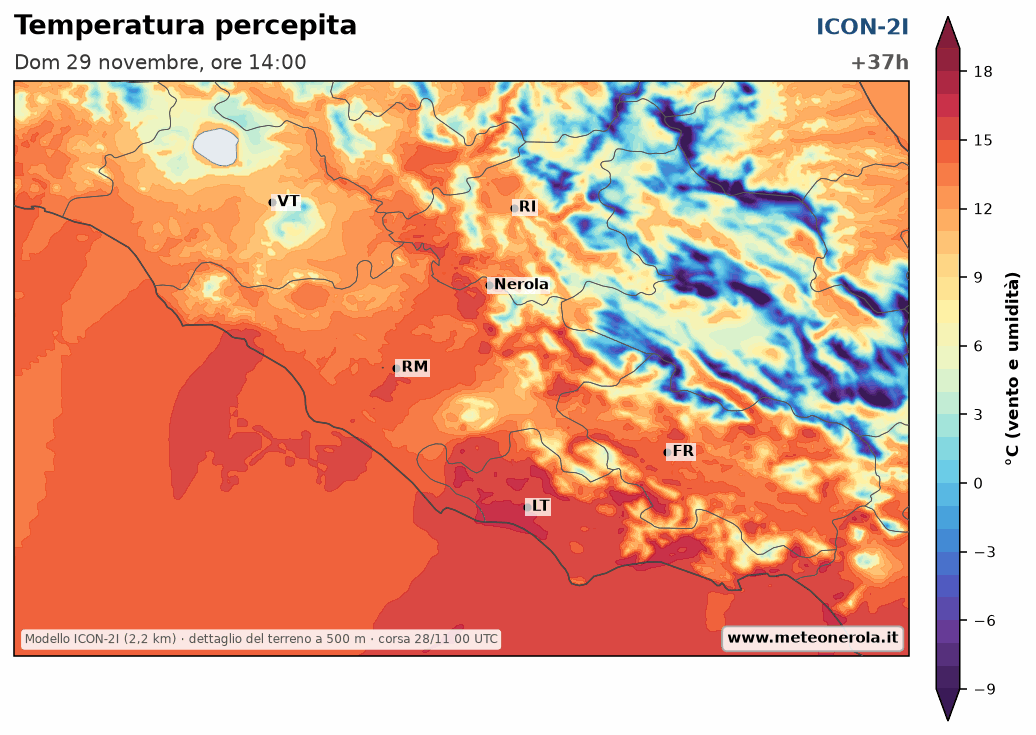 Temperatura percepita
ICON-2I
Dom 29 novembre, ore 14:00
+37h
VT
RI
Nerola
RM
FR
LT
18
15
12
9
6
3
0
−3
−6
−9
°C (vento e umidità)
Modello ICON-2I (2,2 km) · dettaglio del terreno a 500 m · corsa 28/11 00 UTC
www.meteonerola.it